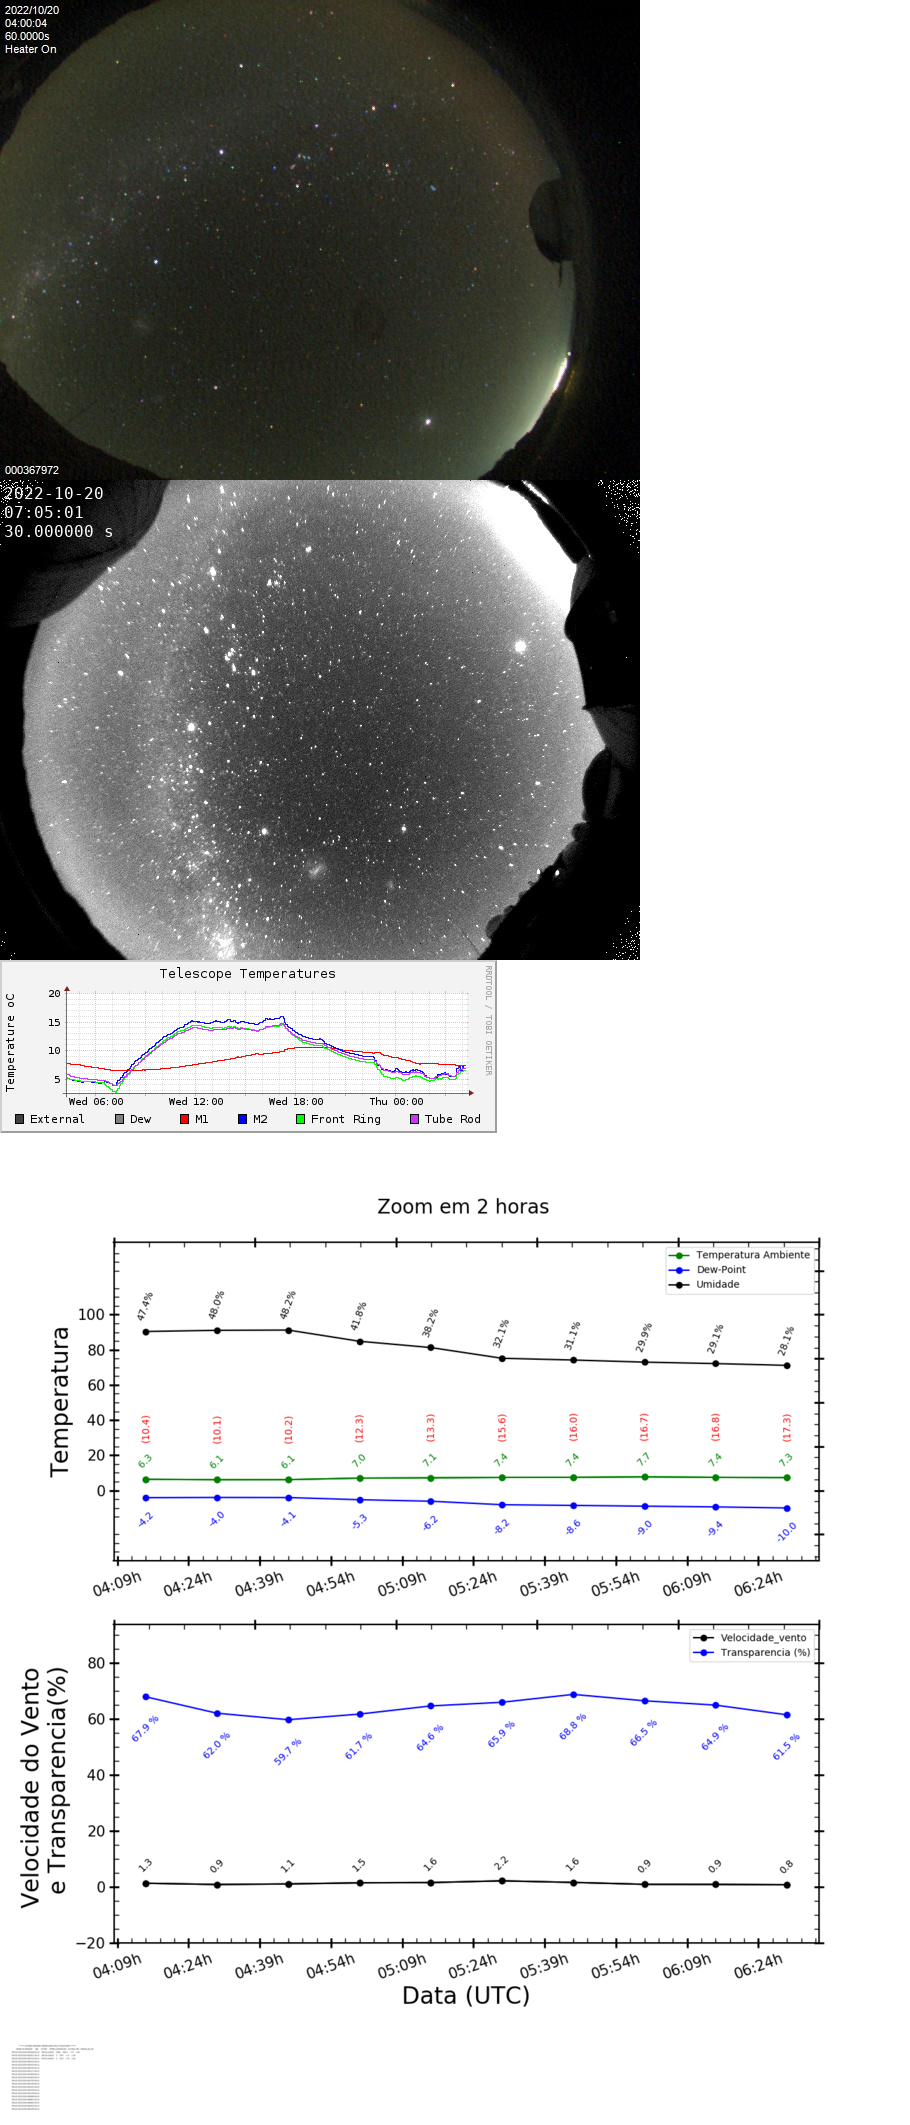 2022/10/20
04:00:04
60.0000s
Heater On
000367972
2022-10-20
07:05:01
30.000000 s
Telescope Temperatures
RRDTOOL / TOBI OETIKER
Temperature oC
20
15
10
5
Wed 06:00 Wed 12:00 Wed 18:00 Thu 00:00
External Dew M1 M2 Front Ring Tube Rod
Zoom em 2 horas
Temperatura Ambiente
Dew-Point
Umidade
Temperatura
100
80
60
40
20
0
47.4% 48.0% 48.2% 41.8% 38.2% 32.1% 31.1% 29.9% 29.1% 28.1%
(10.4) (10.1) (10.2) (12.3) (13.3) (15.6) (16.0) (16.7) (16.8) (17.3)
6.3 6.1 6.1 7.0 7.1 7.4 7.4 7.7 7.4 7.3
-4.2 -4.0 -4.1 -5.3 -6.2 -8.2 -8.6 -9.0 -9.4 -10.0
04:09h 04:24h 04:39h 04:54h 05:09h 05:24h 05:39h 05:54h 06:09h 06:24h
Velocidade_vento
Transparencia (%)
Velocidade do Vento
e Transparencia(%)
80
60
40
20
0
−20
67.9 % 62.0 % 59.7 % 61.7 % 64.6 % 65.9 % 68.8 % 66.5 % 64.9 % 61.5 %
1.3 0.9 1.1 1.5 1.6 2.2 1.6 0.9 0.9 0.8
04:09h 04:24h 04:39h 04:54h 05:09h 05:24h 05:39h 05:54h 06:09h 06:24h
Data (UTC)